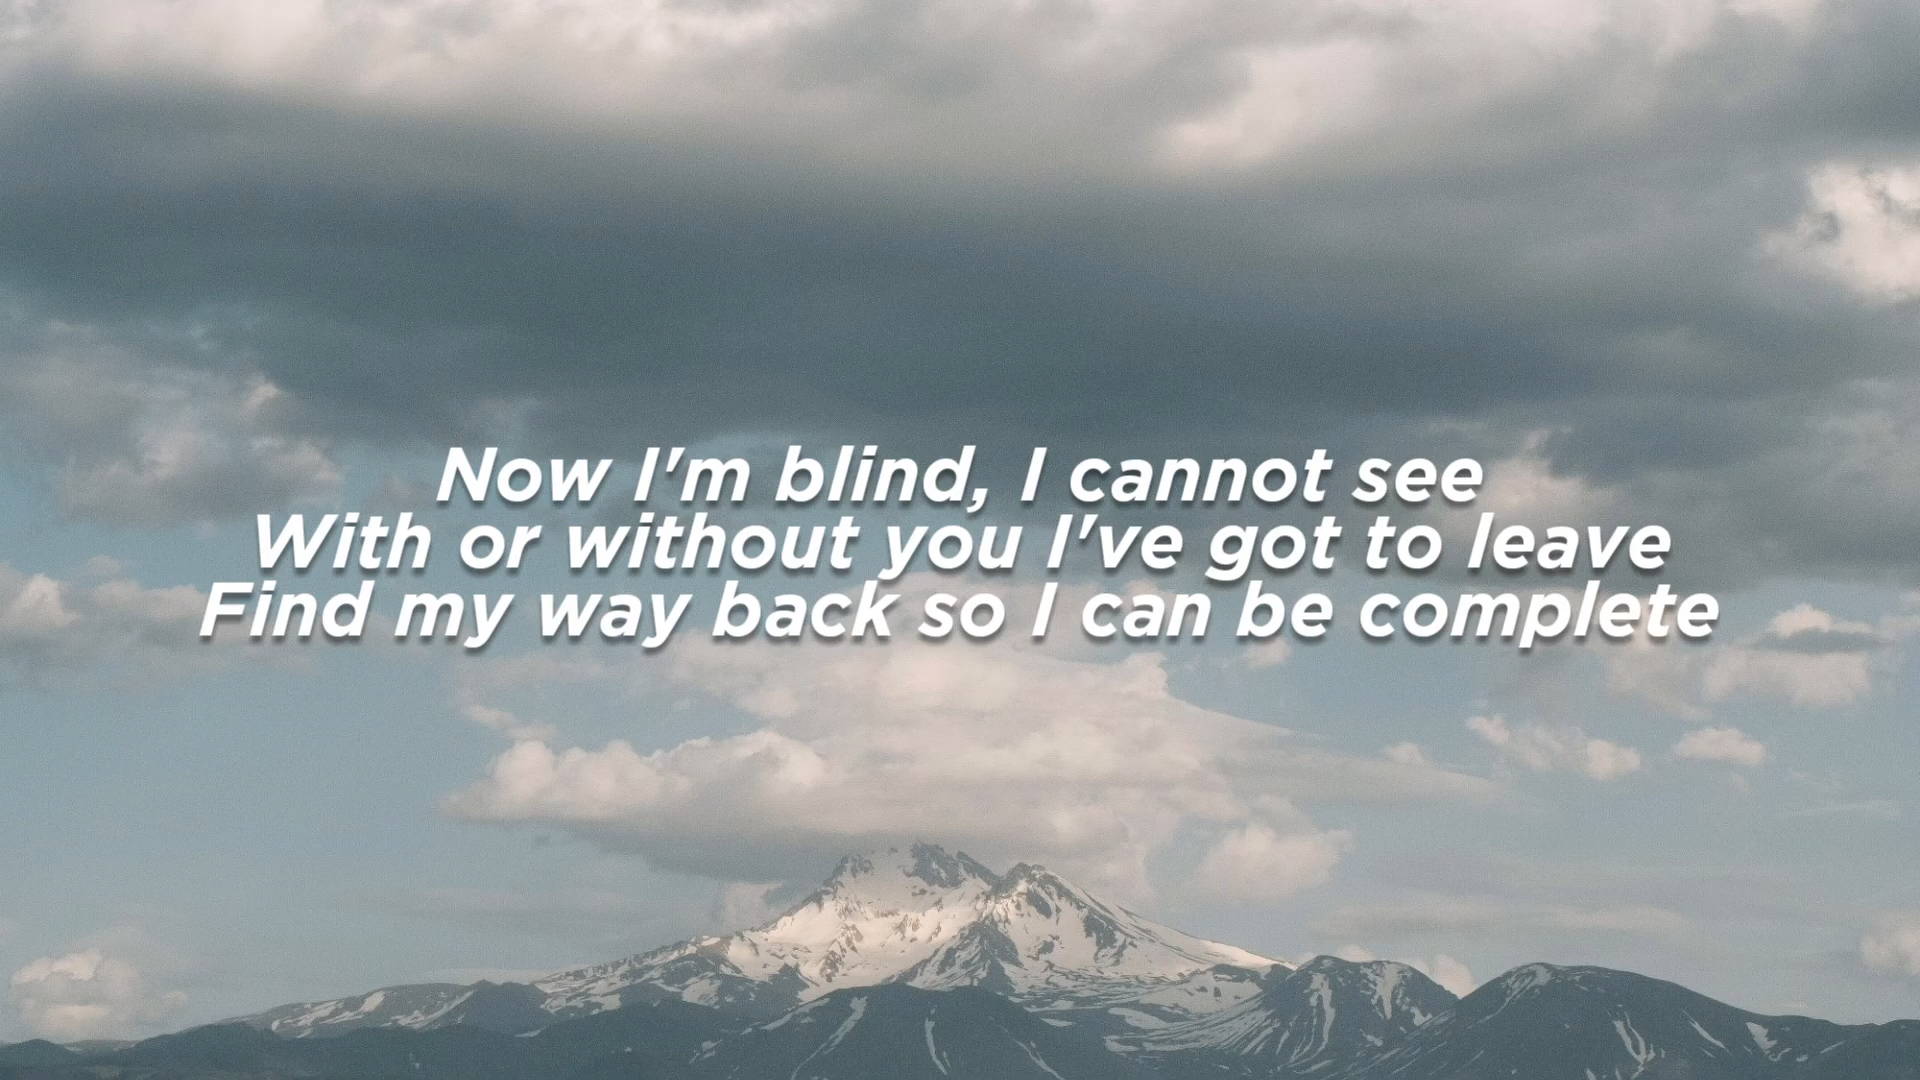 Now I'm blind, I cannot see
With or without you I've got to leave
Find my way back so I can be complete